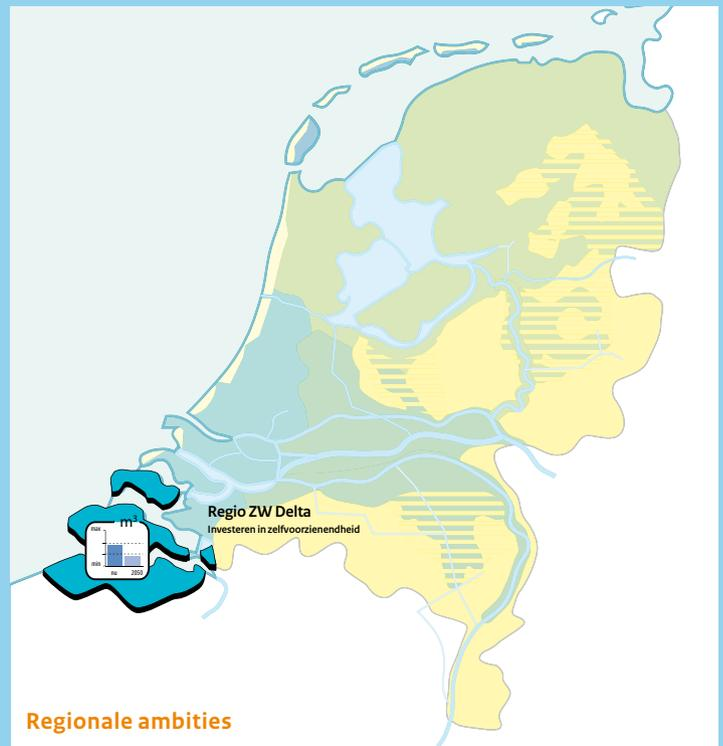 Regio ZW Delta
Investeren in zelfvoorzienendheid
m³
max
min
nu 2050
Regionale ambities